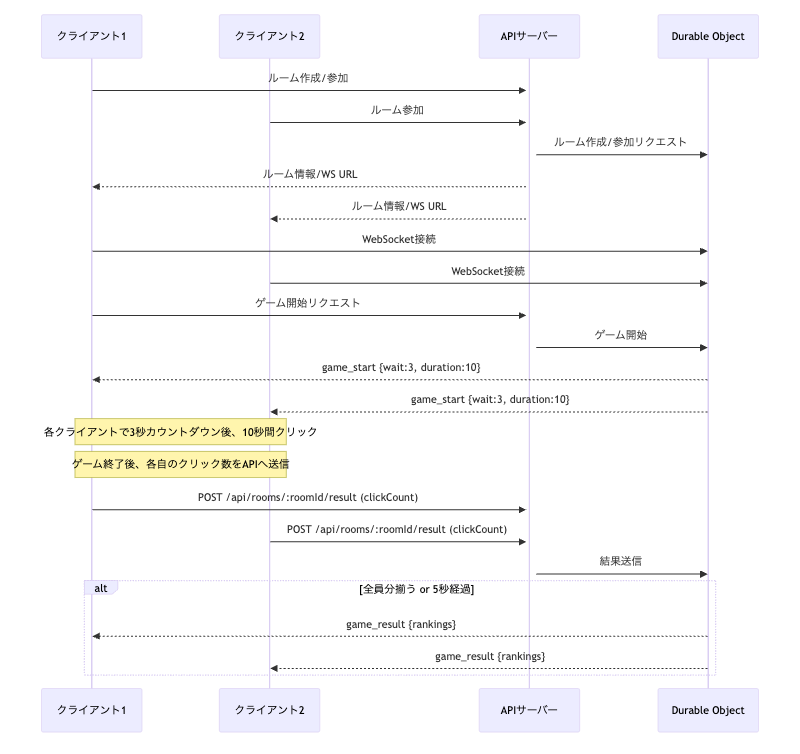 クライアント1
クライアント2
APIサーバー
Durable Object
ルーム作成/参加
ルーム参加
ルーム作成/参加リクエスト
ルーム情報/WS URL
ルーム情報/WS URL
WebSocket接続
WebSocket接続
ゲーム開始リクエスト
ゲーム開始
game_start {wait:3, duration:10}
game_start {wait:3, duration:10}
各クライアントで3秒カウントダウン後、10秒間クリック
ゲーム終了後、各自のクリック数をAPIへ送信
POST /api/rooms/:roomId/result (clickCount)
POST /api/rooms/:roomId/result (clickCount)
結果送信
alt
[全員分揃う or 5秒経過]
game_result {rankings}
game_result {rankings}
クライアント1
クライアント2
APIサーバー
Durable Object